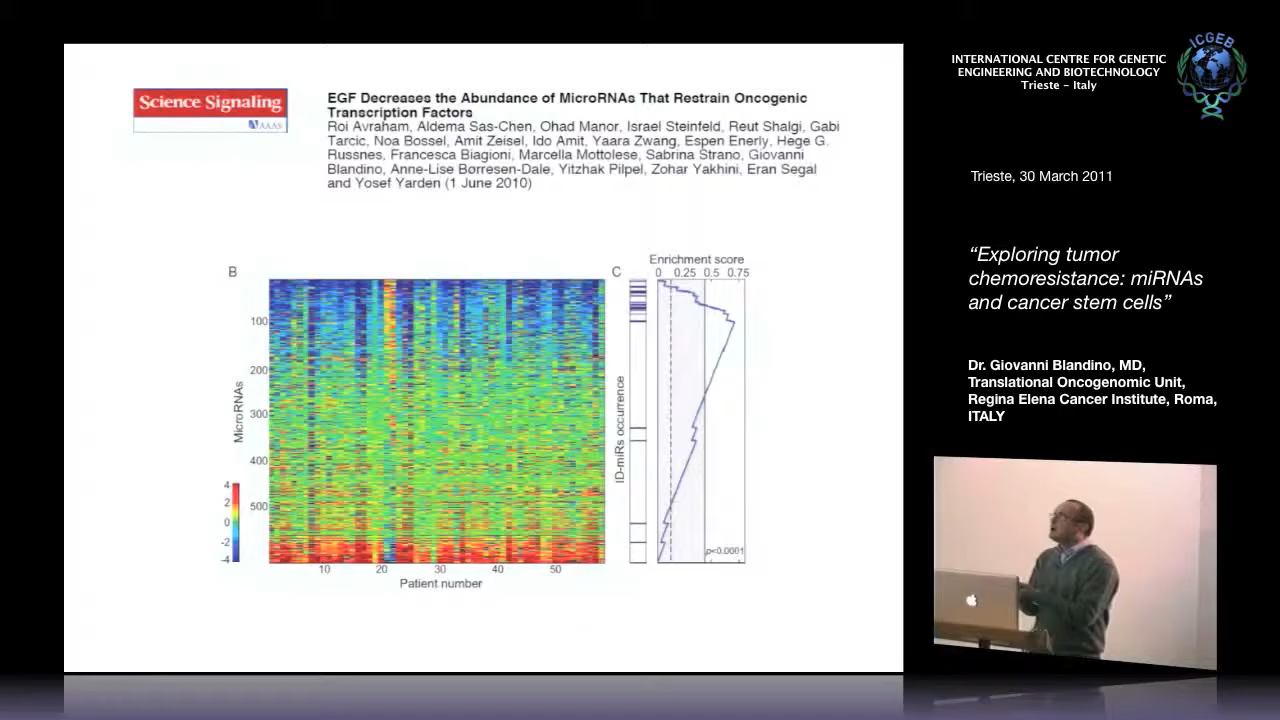 Science Signaling
AAAS
EGF Decreases the Abundance of MicroRNAs That Restrain Oncogenic
Transcription Factors
Roi Avraham, Aldema Sas-Chen, Ohad Manor, Israel Steinfeld, Reut Shalgi, Gabi
Tarcic, Noa Bossel, Amit Zeisel, Ido Amit, Yaara Zwang, Espen Enerly, Hege G.
Russnes, Francesca Biagioni, Marcella Mottolese, Sabrina Strano, Giovanni
Blandino, Anne-Lise Børresen-Dale, Yitzhak Pilpel, Zohar Yakhini, Eran Segal
and Yosef Yarden (1 June 2010)
B
MicroRNAs
100
200
300
400
500
4
2
0
-2
-4
10 20 30 40 50
Patient number
C
Enrichment score
0 0.25 0.5 0.75
ID-miRs occurrence
p<0.0001
INTERNATIONAL CENTRE FOR GENETIC
ENGINEERING AND BIOTECHNOLOGY
Trieste - Italy
ICGEB
Trieste, 30 March 2011
“Exploring tumor
chemoresistance: miRNAs
and cancer stem cells”
Dr. Giovanni Blandino, MD,
Translational Oncogenomic Unit,
Regina Elena Cancer Institute, Roma,
ITALY